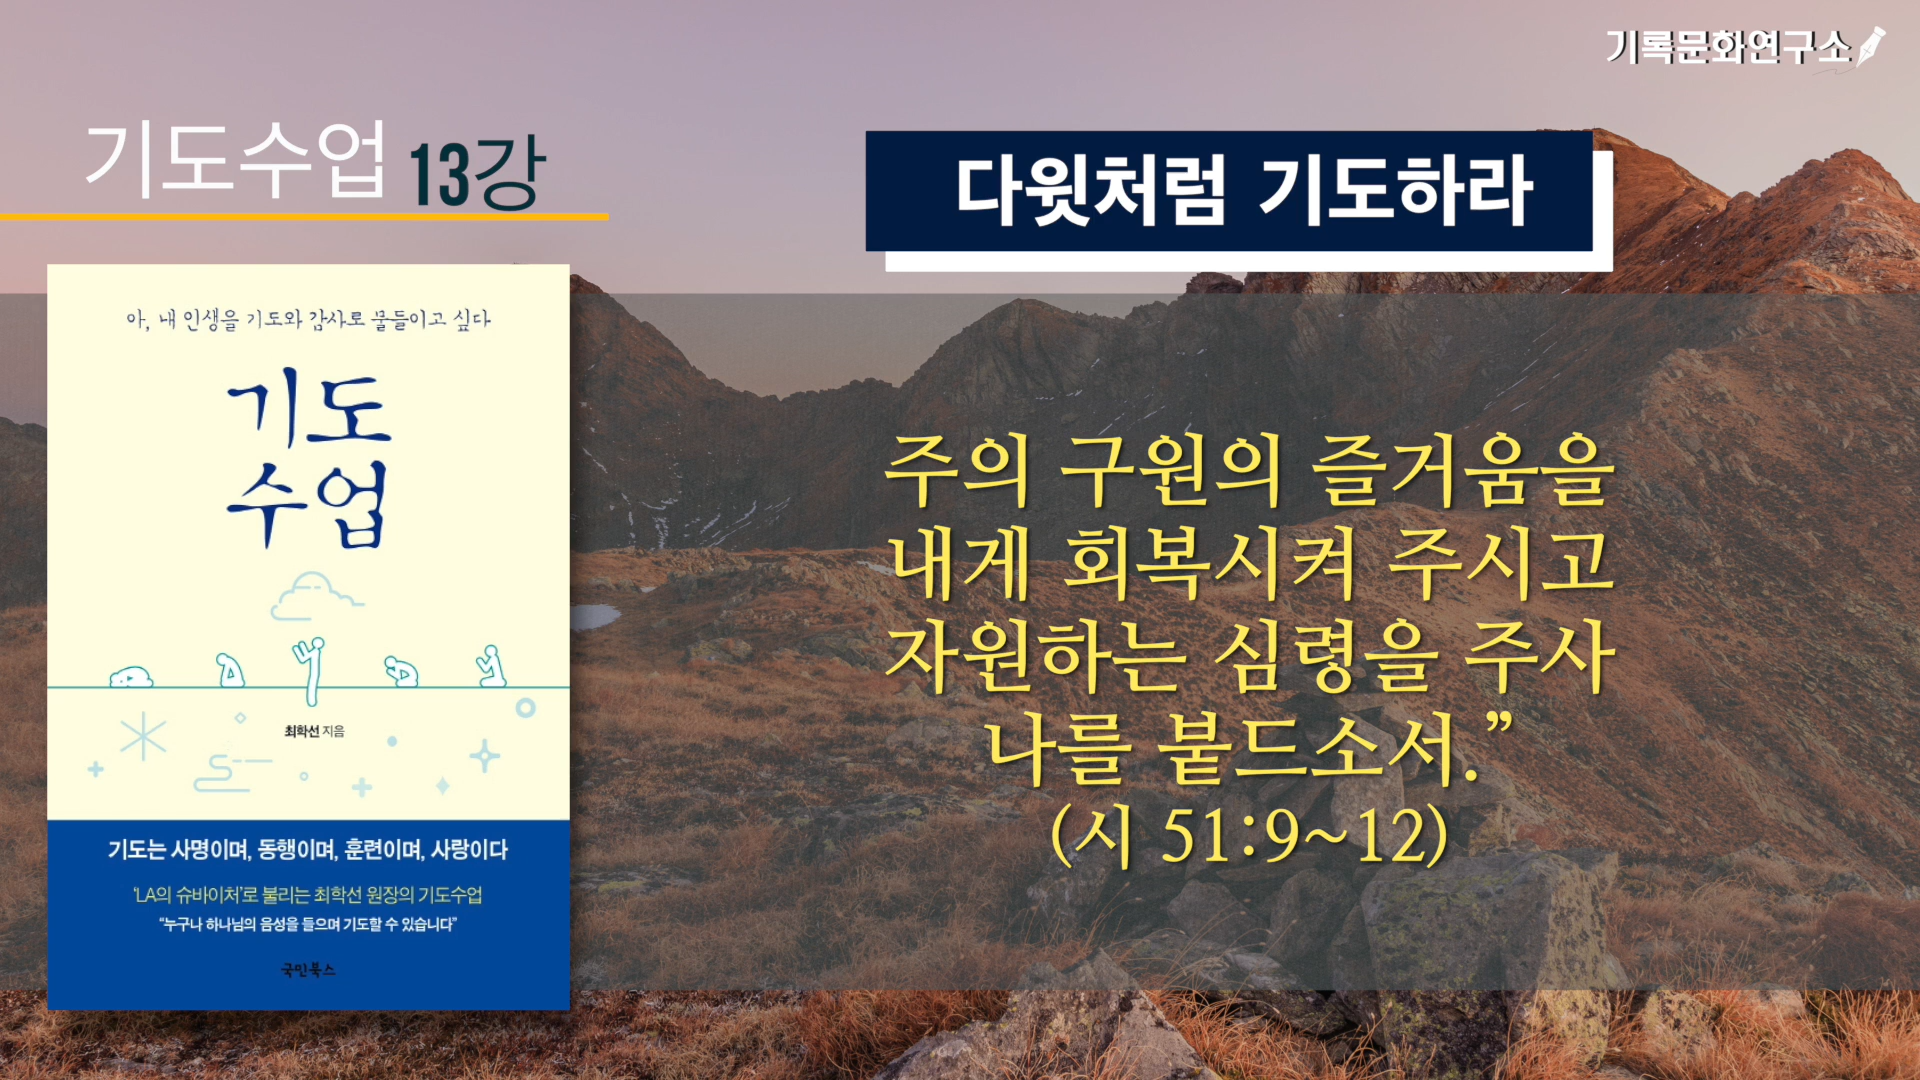 기록문화연구소
기도수업 13강
다윗처럼 기도하라
아, 내 인생을 기도와 감사로 물들이고 싶다
기도
수업
최학선 지음
기도는 사명이며, 동행이며, 훈련이며, 사랑이다
‘LA의 슈바이처’로 불리는 최학선 원장의 기도수업
“누구나 하나님의 음성을 들으며 기도할 수 있습니다”
국민북스
주의 구원의 즐거움을
내게 회복시켜 주시고
자원하는 심령을 주사
나를 붙드소서.”
(시 51:9~12)